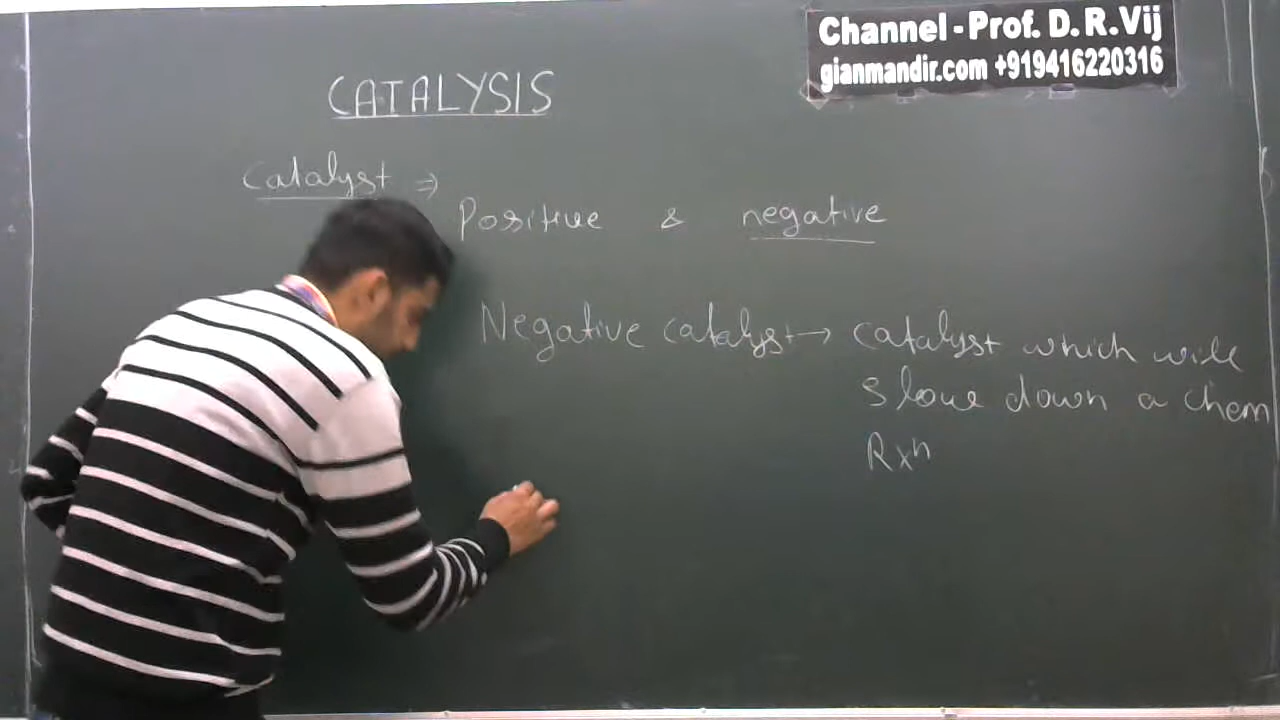 Channel - Prof. D. R. Vij
gianmandir.com +919416220316
CATALYSIS
Catalyst ⇒
Positive & negative
Negative catalyst → catalyst which will
slow down a chem
Rxn